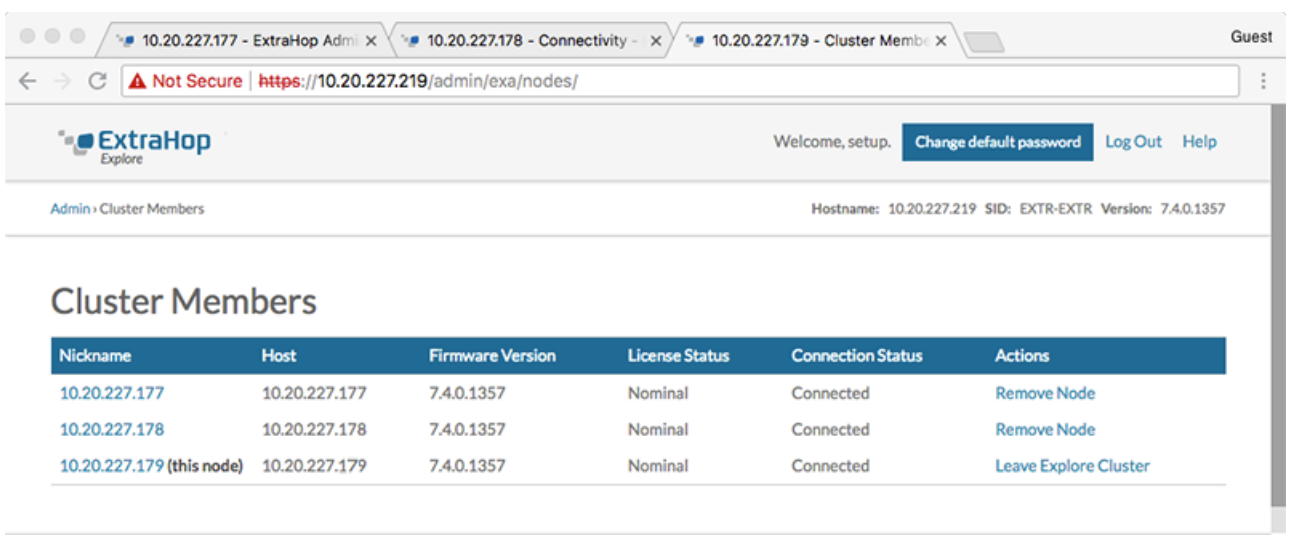 10.20.227.177 - ExtraHop Admi 10.20.227.178 - Connectivity - 10.20.227.179 - Cluster Membe Guest
Not Secure | https://10.20.227.219/admin/exa/nodes/
ExtraHop
Explore
Welcome, setup. Change default password Log Out Help
Admin › Cluster Members Hostname: 10.20.227.219 SID: EXTR-EXTR Version: 7.4.0.1357
Cluster Members
Nickname Host Firmware Version License Status Connection Status Actions
10.20.227.177 10.20.227.177 7.4.0.1357 Nominal Connected Remove Node
10.20.227.178 10.20.227.178 7.4.0.1357 Nominal Connected Remove Node
10.20.227.179 (this node) 10.20.227.179 7.4.0.1357 Nominal Connected Leave Explore Cluster